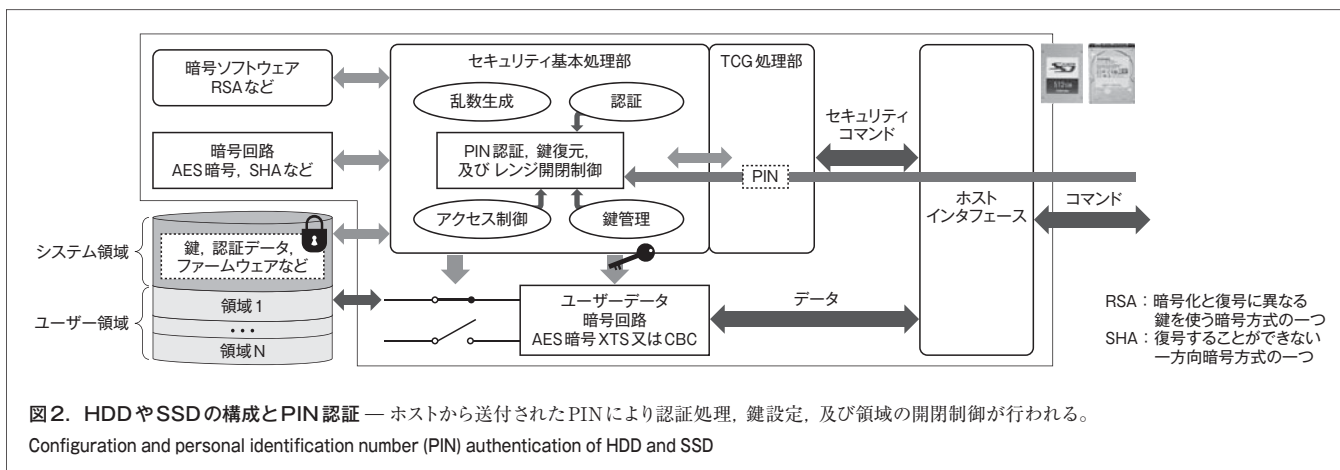 暗号ソフトウェア
RSAなど
暗号回路
AES暗号, SHAなど
システム領域
鍵, 認証データ,
ファームウェアなど
ユーザー領域
領域1
・・・
領域N
セキュリティ基本処理部
乱数生成
認証
PIN認証, 鍵復元,
及び レンジ開閉制御
アクセス制御
鍵管理
TCG処理部
PIN
セキュリティ
コマンド
ユーザーデータ
暗号回路
AES暗号XTS又はCBC
データ
ホスト
インタフェース
コマンド
RSA：暗号化と復号に異なる
鍵を使う暗号方式の一つ
SHA：復号することができない
一方向暗号方式の一つ
図2. HDDやSSDの構成とPIN認証 — ホストから送付されたPINにより認証処理, 鍵設定, 及び領域の開閉制御が行われる。
Configuration and personal identification number (PIN) authentication of HDD and SSD